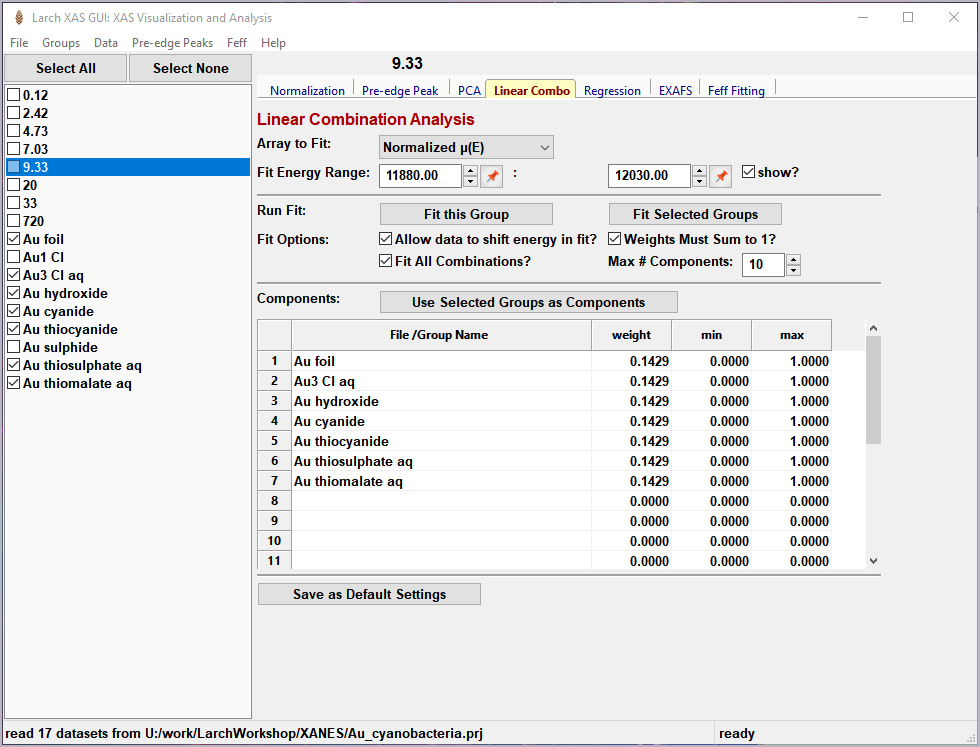 Larch XAS GUI: XAS Visualization and Analysis
File Groups Data Pre-edge Peaks Feff Help
Select All Select None
0.12
2.42
4.73
7.03
9.33
20
33
720
Au foil
Au1 Cl
Au3 Cl aq
Au hydroxide
Au cyanide
Au thiocyanide
Au sulphide
Au thiosulphate aq
Au thiomalate aq
9.33
Normalization Pre-edge Peak PCA Linear Combo Regression EXAFS Feff Fitting
Linear Combination Analysis
Array to Fit: Normalized μ(E)
Fit Energy Range: 11880.00 : 12030.00 show?
Run Fit: Fit this Group Fit Selected Groups
Fit Options: Allow data to shift energy in fit? Weights Must Sum to 1?
Fit All Combinations? Max # Components: 10
Components: Use Selected Groups as Components
File /Group Name weight min max
1 Au foil 0.1429 0.0000 1.0000
2 Au3 Cl aq 0.1429 0.0000 1.0000
3 Au hydroxide 0.1429 0.0000 1.0000
4 Au cyanide 0.1429 0.0000 1.0000
5 Au thiocyanide 0.1429 0.0000 1.0000
6 Au thiosulphate aq 0.1429 0.0000 1.0000
7 Au thiomalate aq 0.1429 0.0000 1.0000
8 0.0000 0.0000 0.0000
9 0.0000 0.0000 0.0000
10 0.0000 0.0000 0.0000
11 0.0000 0.0000 0.0000
Save as Default Settings
read 17 datasets from U:/work/LarchWorkshop/XANES/Au_cyanobacteria.prj ready